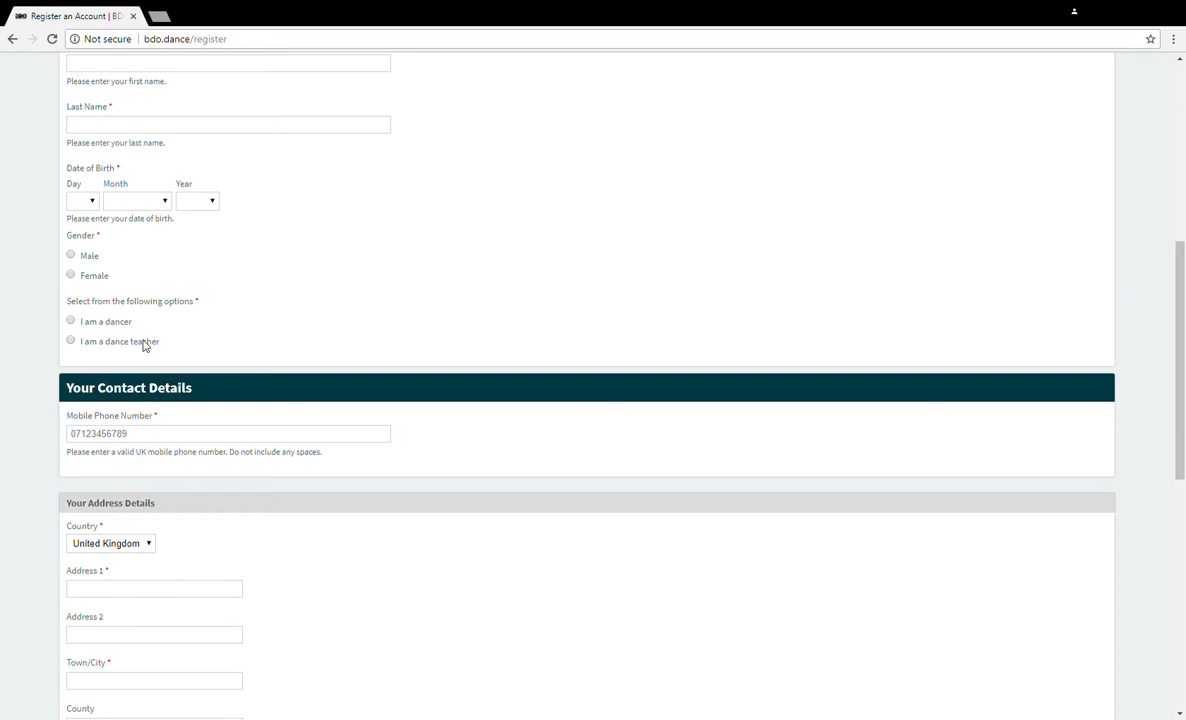 BDO Register an Account | BD
Not secure bdo.dance/register
Please enter your first name.
Last Name *
Please enter your last name.
Date of Birth *
Day Month Year
Please enter your date of birth.
Gender *
Male
Female
Select from the following options *
I am a dancer
I am a dance teacher
Your Contact Details
Mobile Phone Number *
07123456789
Please enter a valid UK mobile phone number. Do not include any spaces.
Your Address Details
Country *
United Kingdom
Address 1 *
Address 2
Town/City *
County